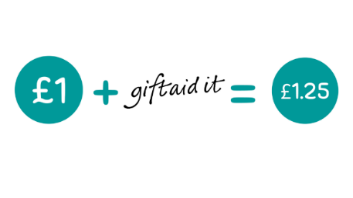 £1 + giftaid it = £1.25